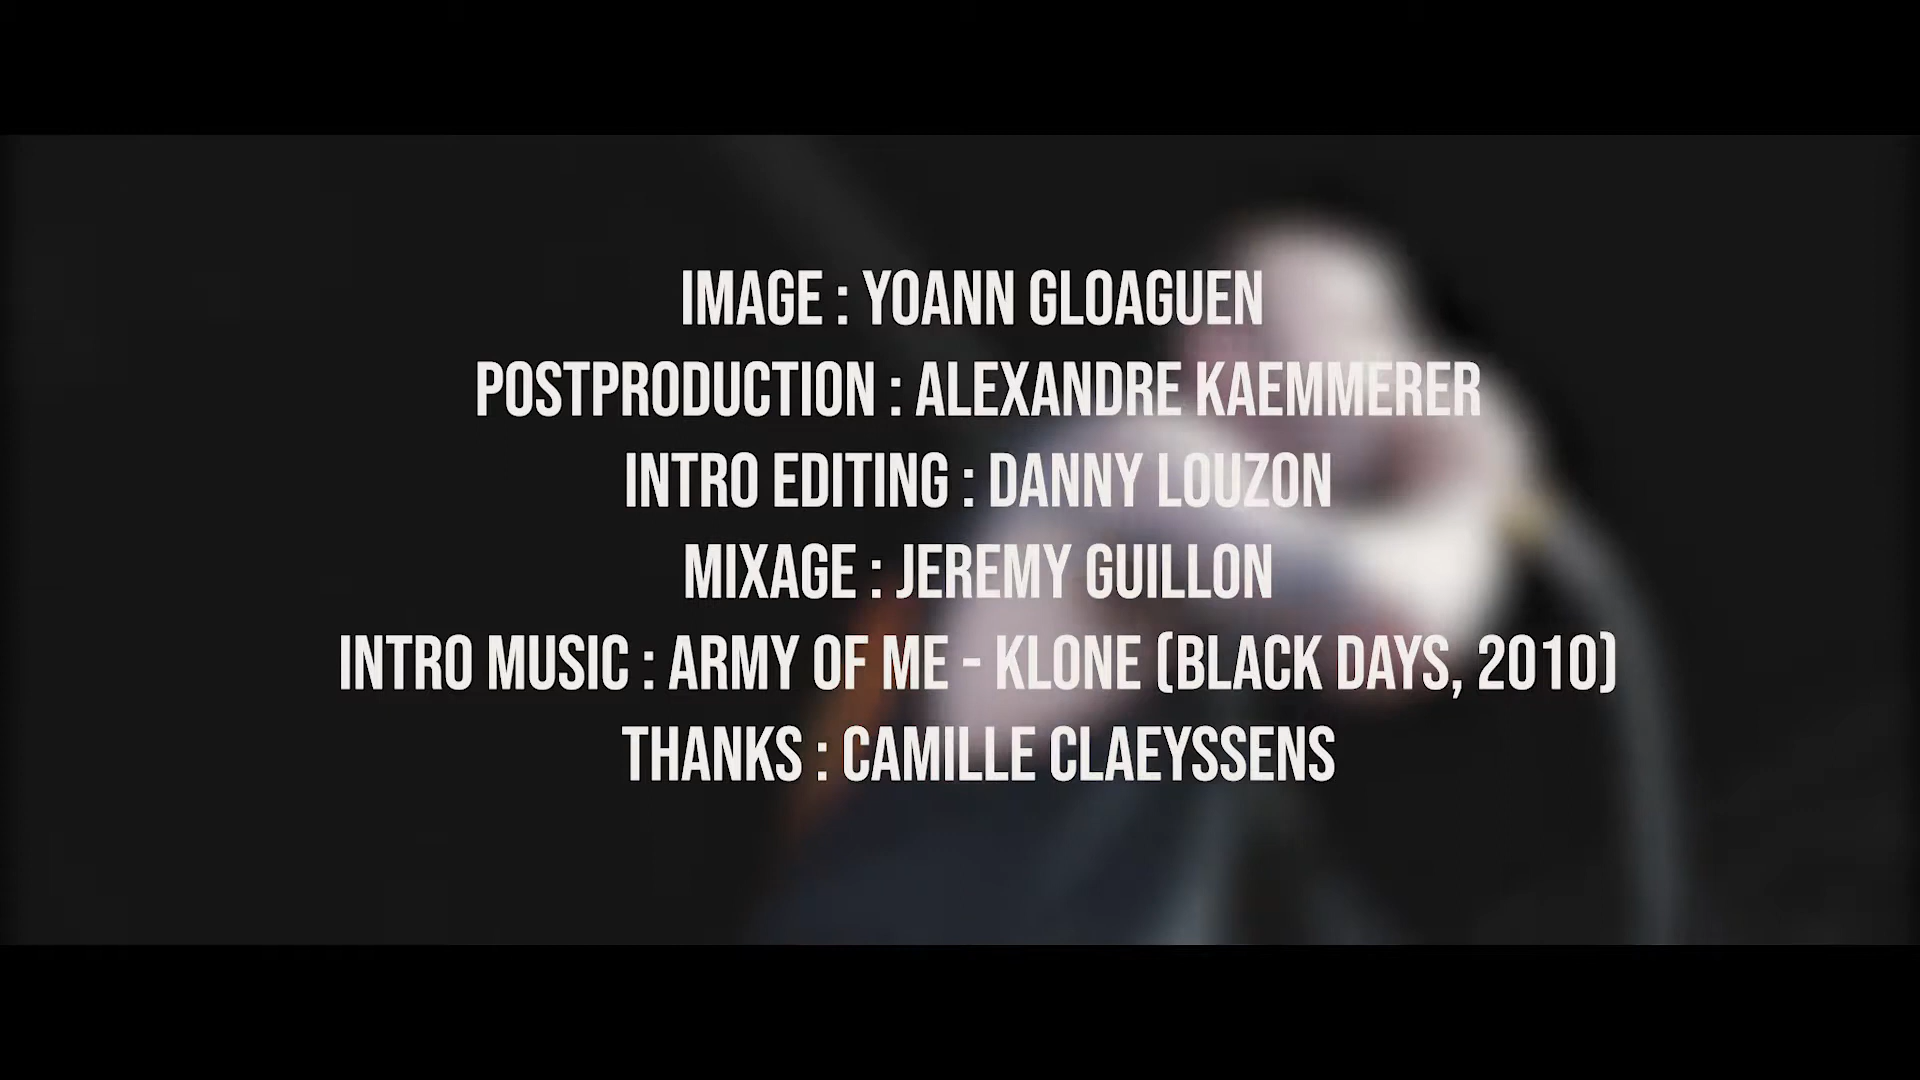 IMAGE : YOANN GLOAGUEN
POSTPRODUCTION : ALEXANDRE KAEMMERER
INTRO EDITING : DANNY LOUZON
MIXAGE : JEREMY GUILLON
INTRO MUSIC : ARMY OF ME - KLONE (BLACK DAYS, 2010)
THANKS : CAMILLE CLAEYSSENS